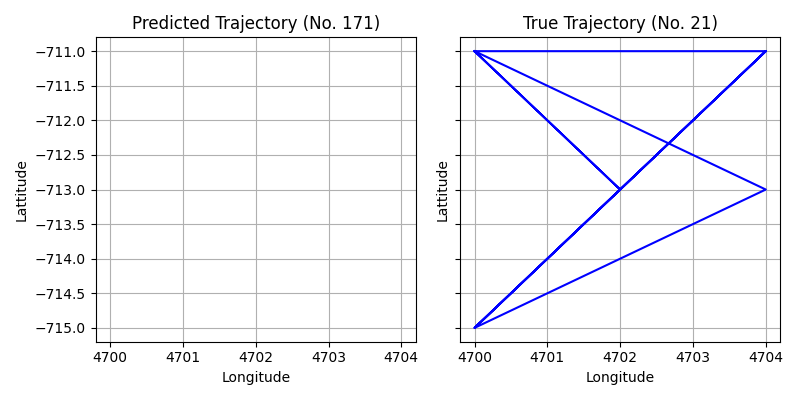 Predicted Trajectory (No. 171)
True Trajectory (No. 21)
Lattitude
−711.0
−711.5
−712.0
−712.5
−713.0
−713.5
−714.0
−714.5
−715.0
4700 4701 4702 4703 4704
Longitude
Lattitude
4700 4701 4702 4703 4704
Longitude